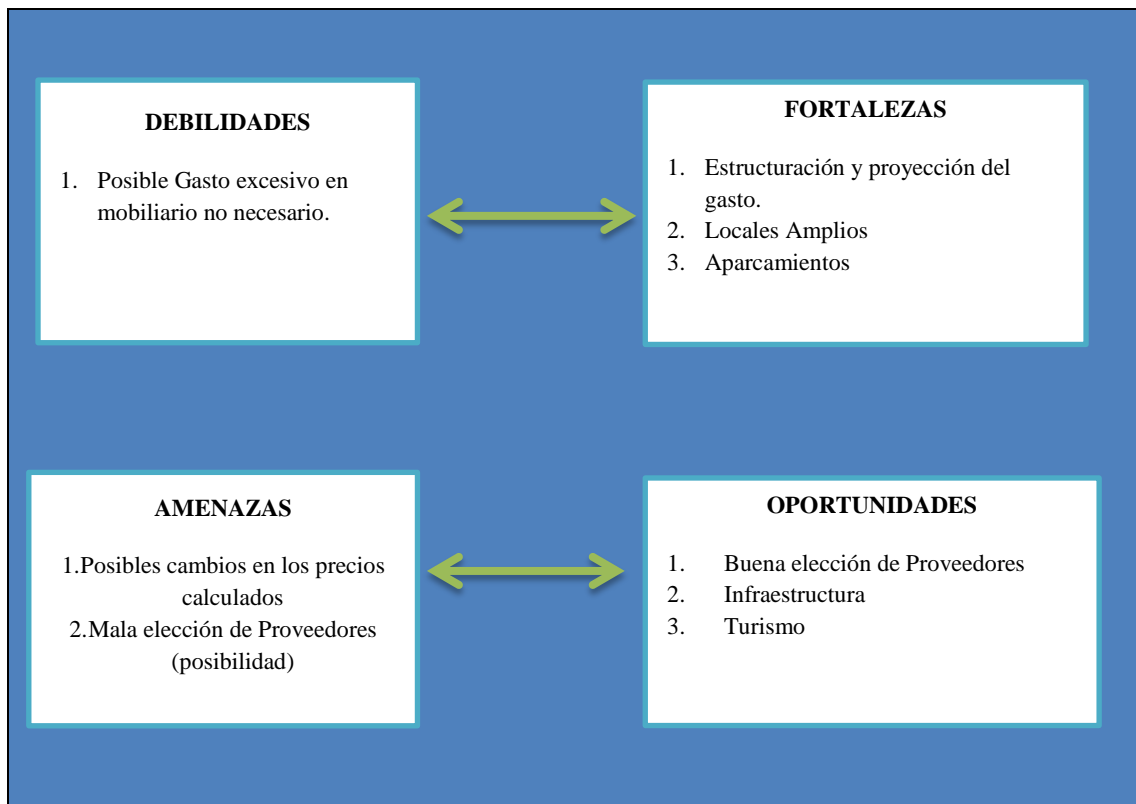 DEBILIDADES
1. Posible Gasto excesivo en
mobiliario no necesario.
FORTALEZAS
1. Estructuración y proyección del
gasto.
2. Locales Amplios
3. Aparcamientos
AMENAZAS
1.Posibles cambios en los precios
calculados
2.Mala elección de Proveedores
(posibilidad)
OPORTUNIDADES
1. Buena elección de Proveedores
2. Infraestructura
3. Turismo